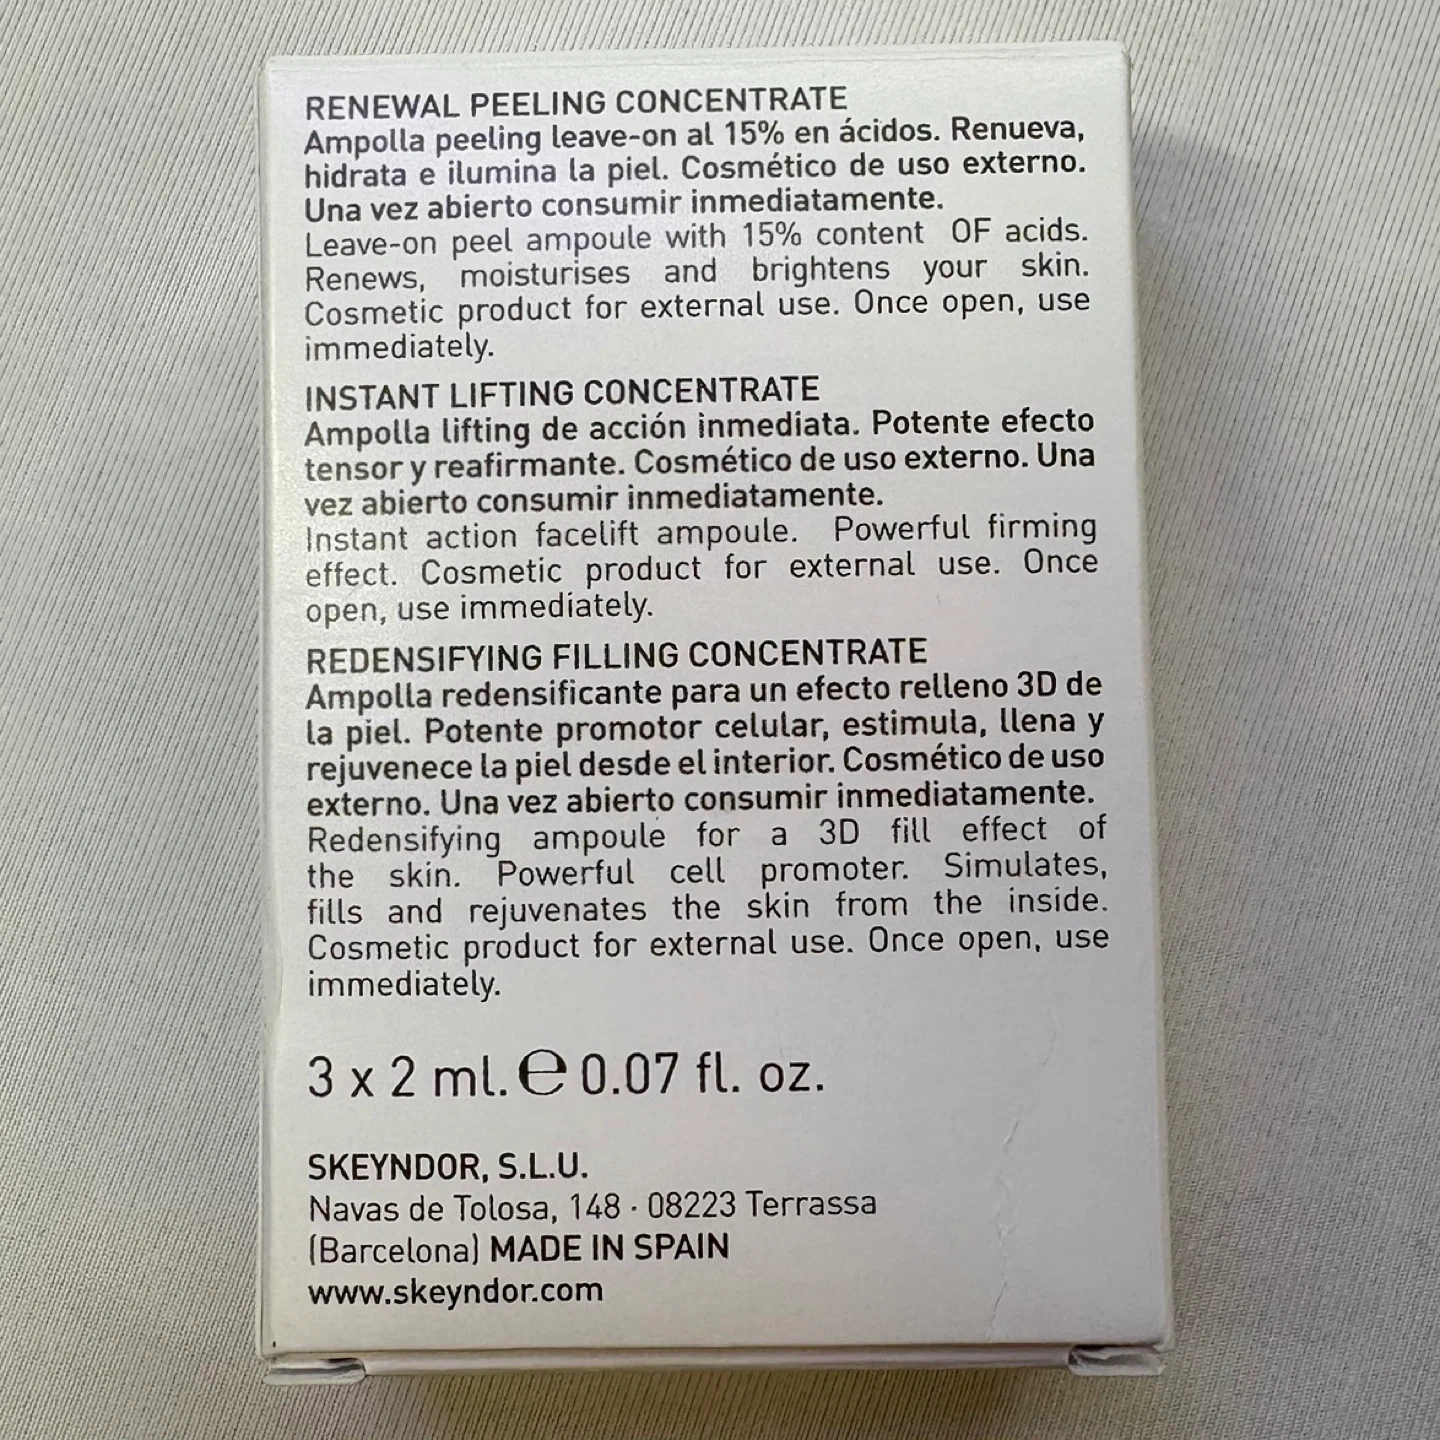 RENEWAL PEELING CONCENTRATE
Ampolla peeling leave-on al 15% en ácidos. Renueva,
hidrata e ilumina la piel. Cosmético de uso externo.
Una vez abierto consumir inmediatamente.
Leave-on peel ampoule with 15% content OF acids.
Renews, moisturises and brightens your skin.
Cosmetic product for external use. Once open, use
immediately.
INSTANT LIFTING CONCENTRATE
Ampolla lifting de acción inmediata. Potente efecto
tensor y reafirmante. Cosmético de uso externo. Una
vez abierto consumir inmediatamente.
Instant action facelift ampoule. Powerful firming
effect. Cosmetic product for external use. Once
open, use immediately.
REDENSIFYING FILLING CONCENTRATE
Ampolla redensificante para un efecto relleno 3D de
la piel. Potente promotor celular, estimula, llena y
rejuvenece la piel desde el interior. Cosmético de uso
externo. Una vez abierto consumir inmediatamente.
Redensifying ampoule for a 3D fill effect of
the skin. Powerful cell promoter. Simulates,
fills and rejuvenates the skin from the inside.
Cosmetic product for external use. Once open, use
immediately.
3 x 2 ml. ℮ 0.07 fl. oz.
SKEYNDOR, S.L.U.
Navas de Tolosa, 148 · 08223 Terrassa
(Barcelona) MADE IN SPAIN
www.skeyndor.com